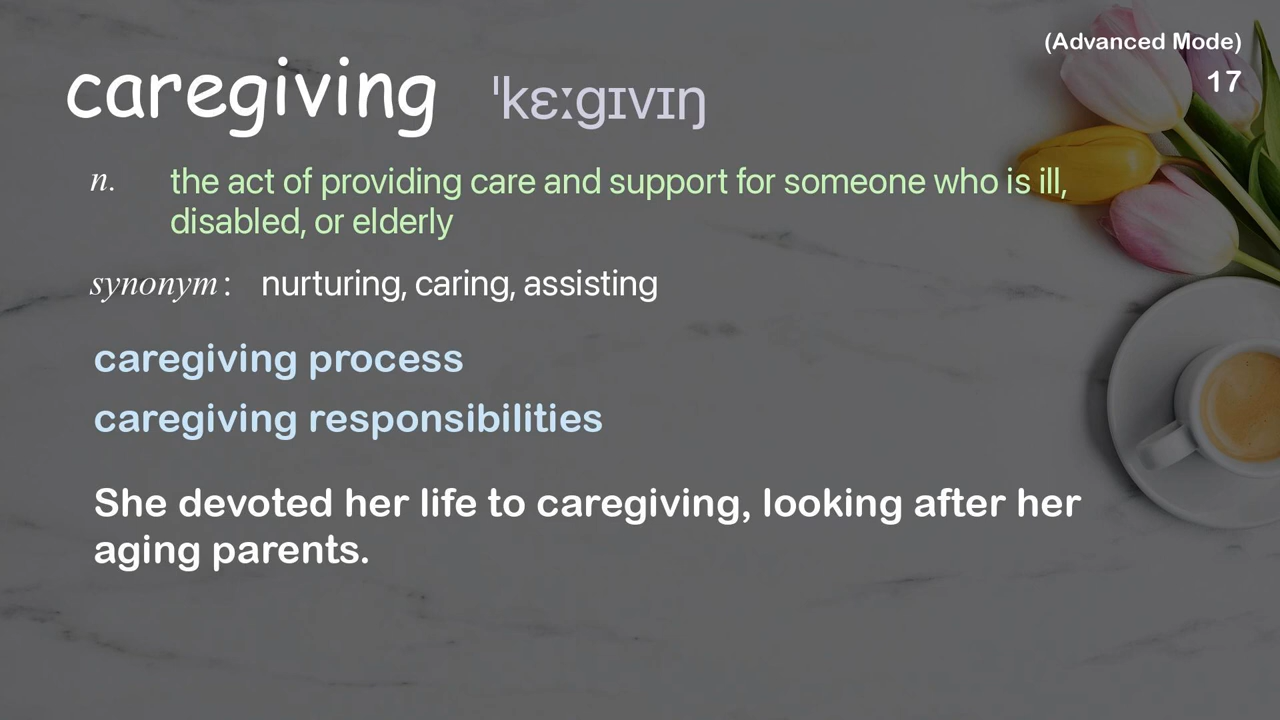 (Advanced Mode)
17
caregiving ˈkɛːgɪvɪŋ
n. the act of providing care and support for someone who is ill,
disabled, or elderly
synonym : nurturing, caring, assisting
caregiving process
caregiving responsibilities
She devoted her life to caregiving, looking after her
aging parents.